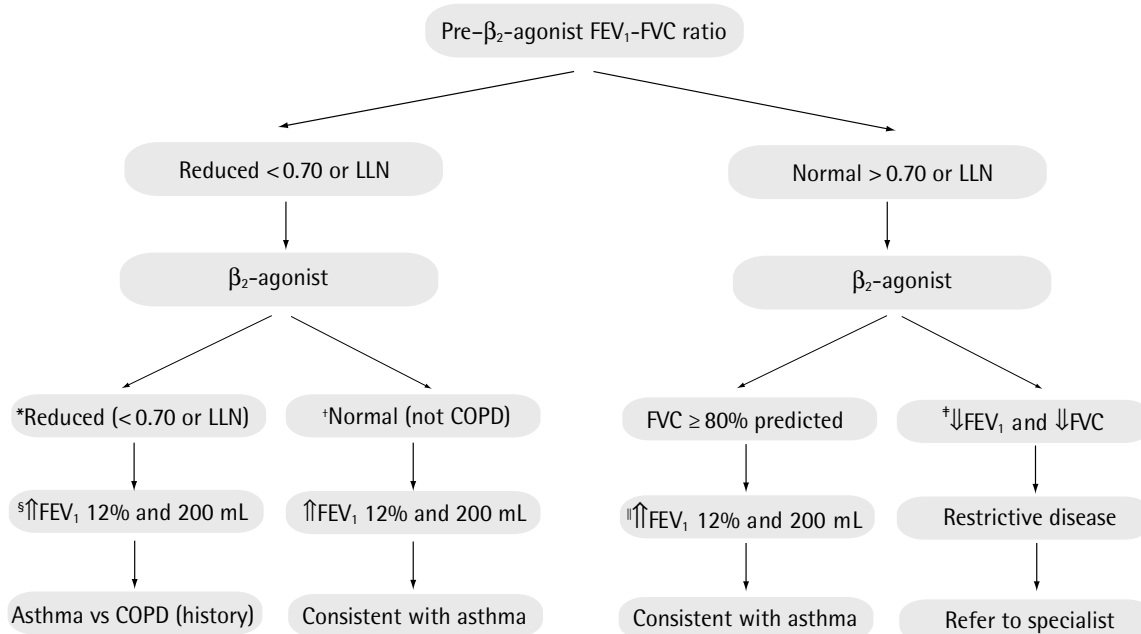 Pre–β₂-agonist FEV₁-FVC ratio
Reduced <0.70 or LLN
Normal >0.70 or LLN
β₂-agonist
β₂-agonist
*Reduced (<0.70 or LLN)
†Normal (not COPD)
FVC ≥ 80% predicted
‡⇓FEV₁ and ⇓FVC
§⇑FEV₁ 12% and 200 mL
⇑FEV₁ 12% and 200 mL
||⇑FEV₁ 12% and 200 mL
Restrictive disease
Asthma vs COPD (history)
Consistent with asthma
Consistent with asthma
Refer to specialist